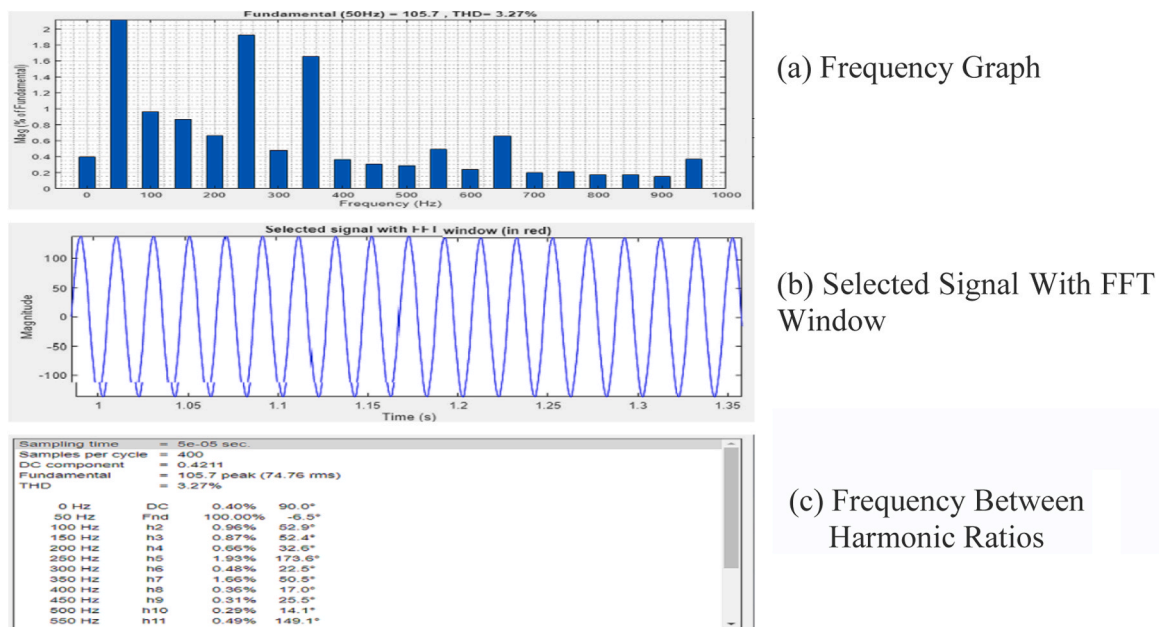 Fundamental (50Hz) = 105.7 , THD= 3.27%
Mag (% of Fundamental)
2
1.8
1.6
1.4
1.2
1
0.8
0.6
0.4
0.2
0
0 100 200 300 400 500 600 700 800 900 1000
Frequency (Hz)
(a) Frequency Graph
Selected signal with FFT window (in red)
Magnitude
100
50
0
-50
-100
1 1.05 1.1 1.15 1.2 1.25 1.3 1.35
Time (s)
(b) Selected Signal With FFT
Window
Sampling time = 5e-05 sec.
Samples per cycle = 400
DC component = 0.4211
Fundamental = 105.7 peak (74.76 rms)
THD = 3.27%
0 Hz DC 0.40% 90.0°
50 Hz Fnd 100.00% -6.5°
100 Hz h2 0.96% 52.9°
150 Hz h3 0.87% 52.4°
200 Hz h4 0.66% 32.6°
250 Hz h5 1.93% 173.6°
300 Hz h6 0.48% 22.5°
350 Hz h7 1.66% 50.5°
400 Hz h8 0.36% 17.0°
450 Hz h9 0.31% 25.5°
500 Hz h10 0.29% 14.1°
550 Hz h11 0.49% 149.1°
(c) Frequency Between
Harmonic Ratios